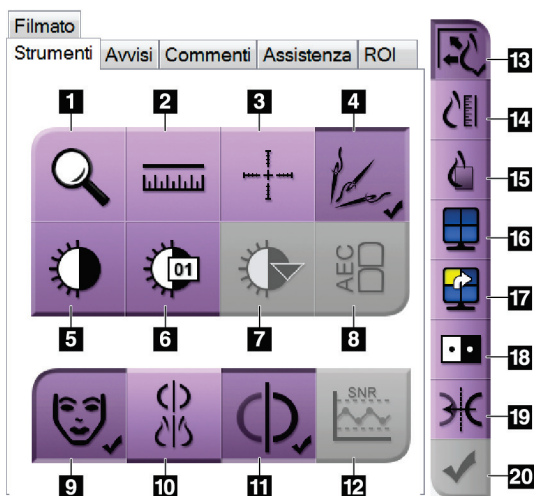 Filmato
Strumenti Avvisi Commenti Assistenza ROI
1 2 3 4
01
AEC
5 6 7 8
SNR
9 10 11 12
13
14
15
16
17
18
19
20